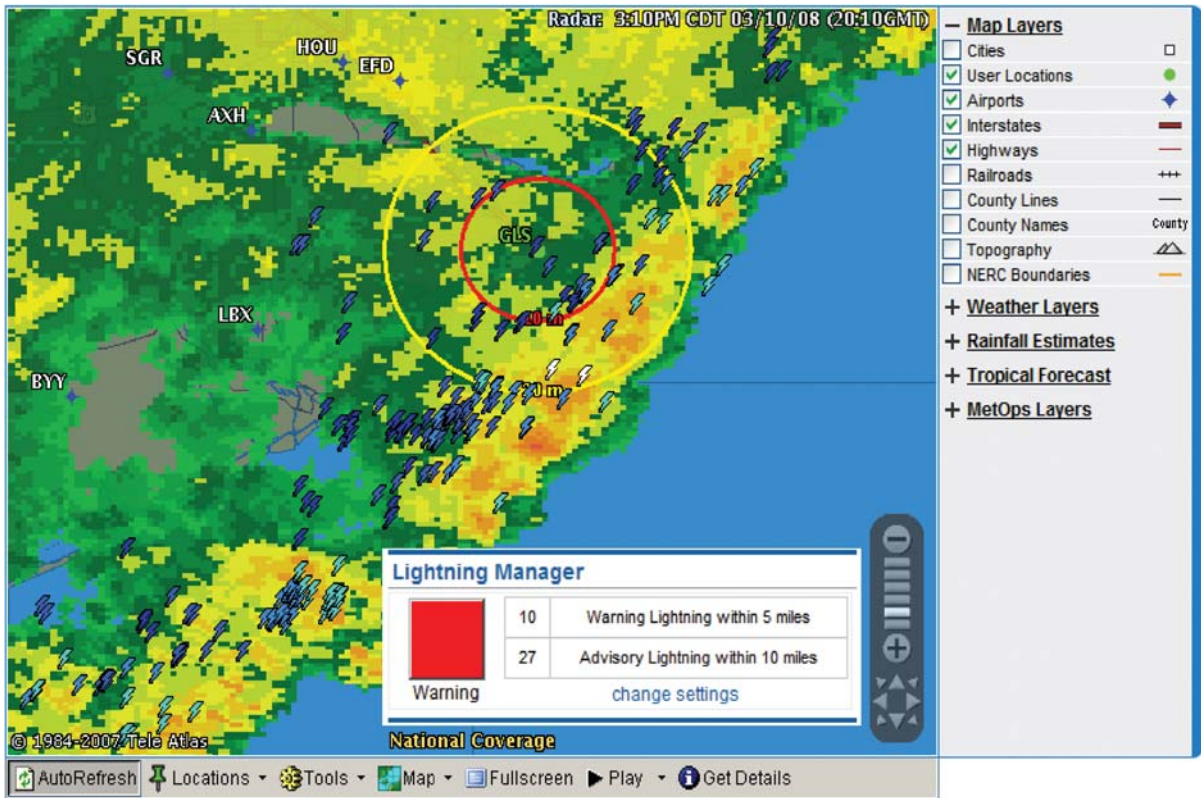 Radar: 3:10PM CDT 03/10/08 (20:10GMT)
HOU
SGR
EFD
AXH
GLS
LBX
BYY
Lightning Manager
10 Warning Lightning within 5 miles
27 Advisory Lightning within 10 miles
Warning
change settings
© 1984-2007 Tele Atlas
National Coverage
Map Layers
Cities
User Locations
Airports
Interstates
Highways
Railroads
County Lines
County Names County
Topography
NERC Boundaries
Weather Layers
Rainfall Estimates
Tropical Forecast
MetOps Layers
AutoRefresh Locations Tools Map Fullscreen Play Get Details